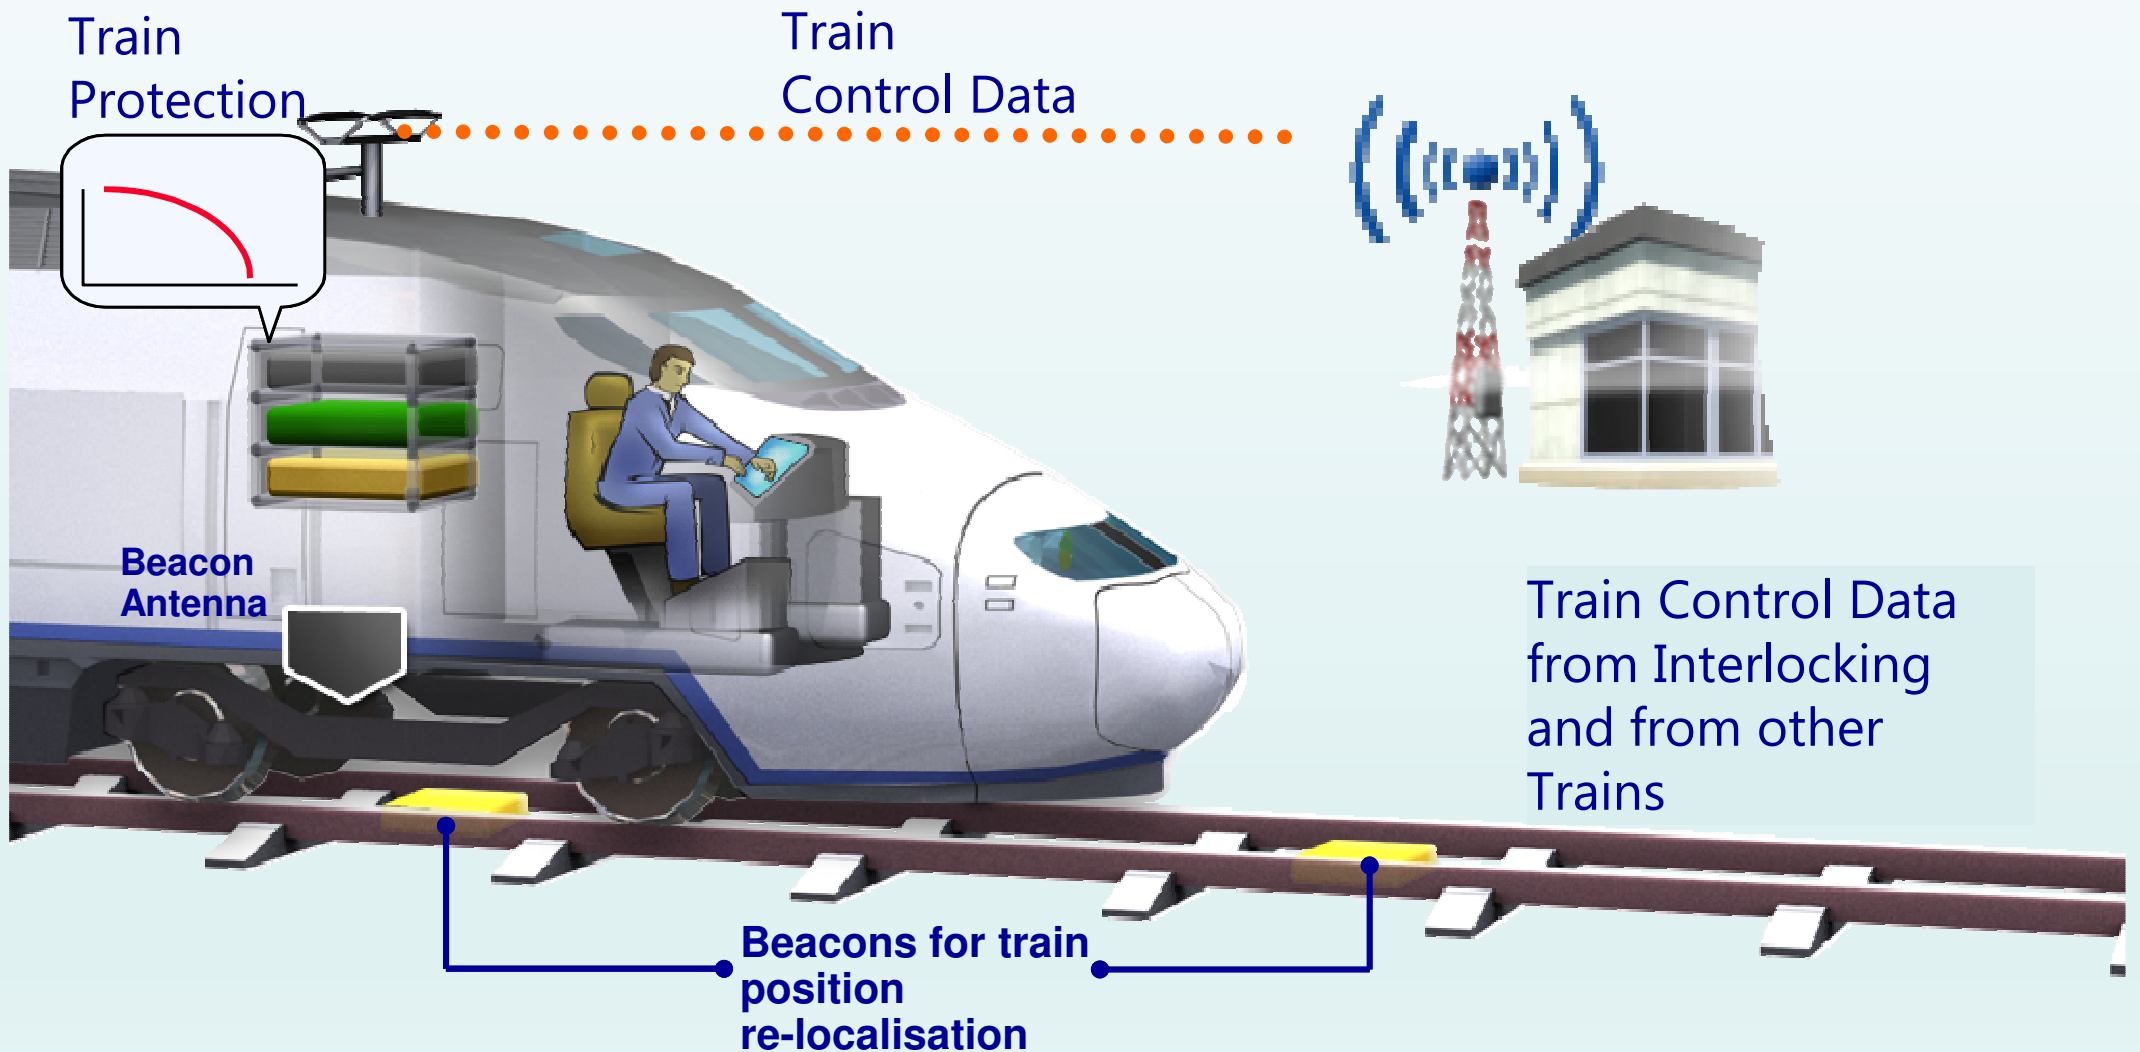 Train
Protection
Train
Control Data
Beacon
Antenna
Train Control Data
from Interlocking
and from other
Trains
Beacons for train
position
re-localisation